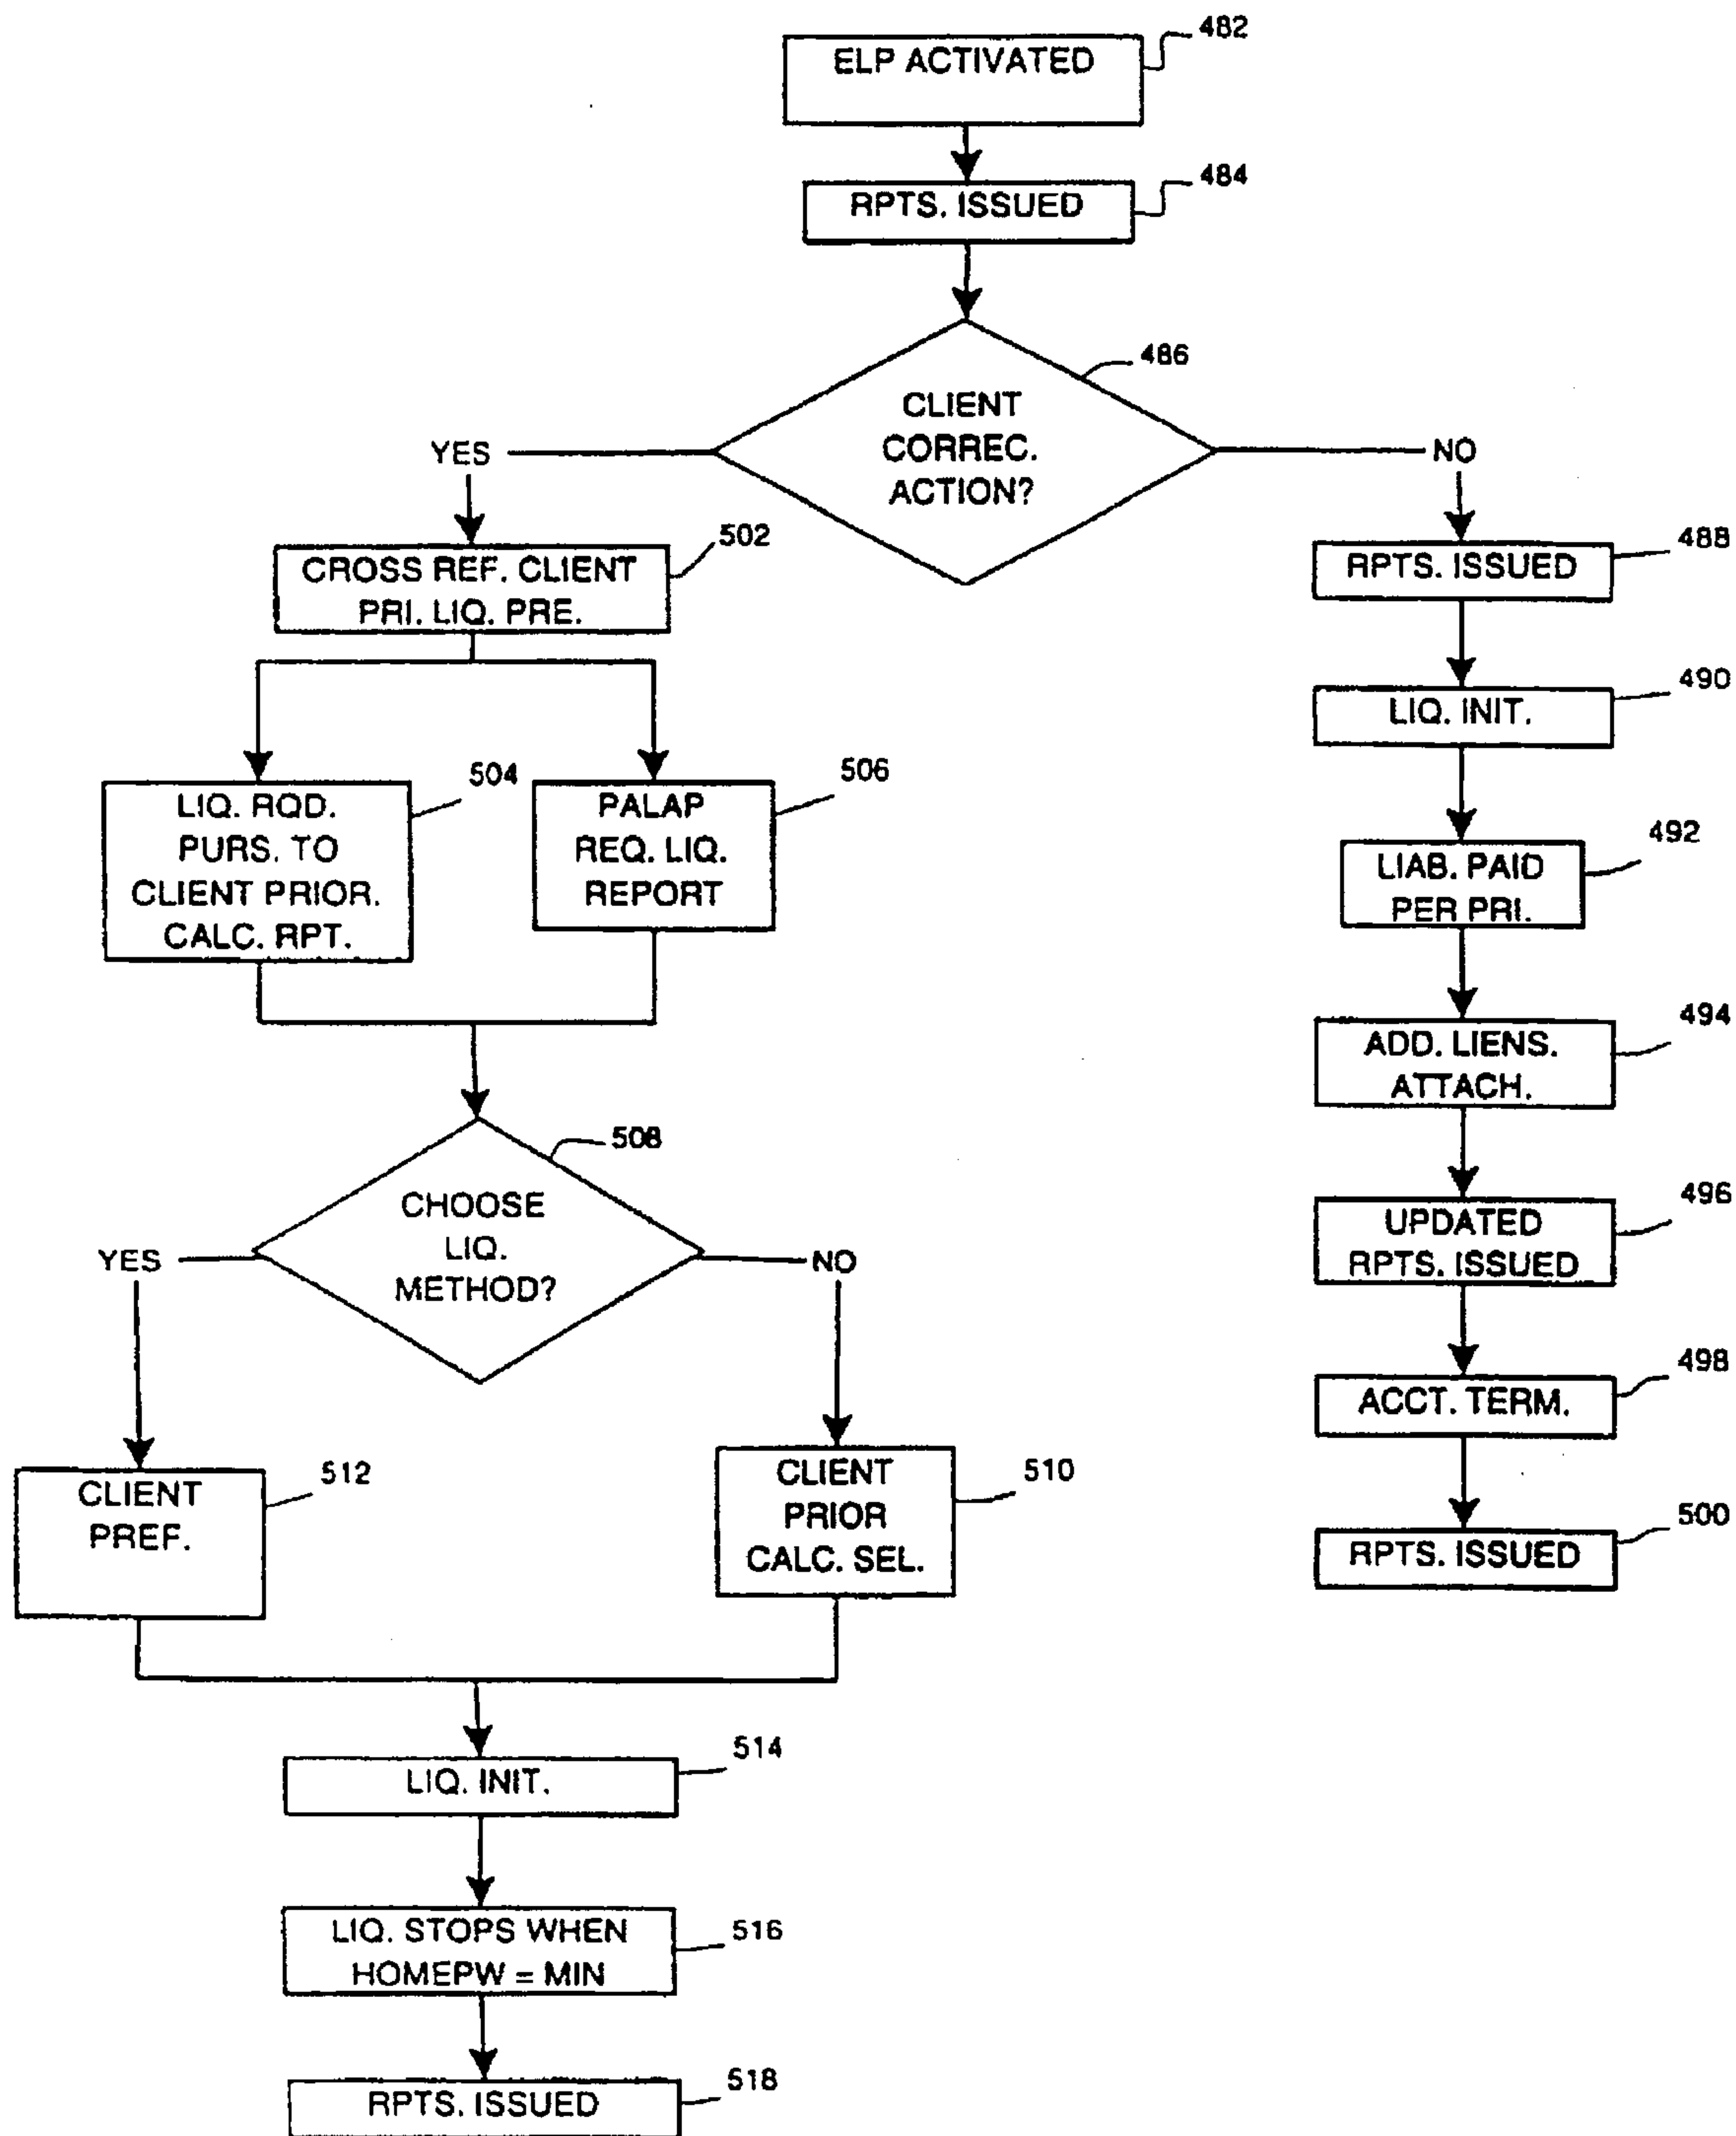 ELP ACTIVATED
482
RPTS. ISSUED
484
CLIENT
CORREC.
ACTION?
486
YES
NO
CROSS REF. CLIENT
PRI. LIQ. PRE.
502
RPTS. ISSUED
488
LIQ. INIT.
490
LIQ. RQD.
PURS. TO
CLIENT PRIOR.
CALC. RPT.
504
PALAP
REQ. LIQ.
REPORT
506
LIAB. PAID
PER PRI.
492
ADD. LIENS.
ATTACH.
494
CHOOSE
LIQ.
METHOD?
508
YES
NO
UPDATED
RPTS. ISSUED
496
ACCT. TERM.
498
CLIENT
PREF.
512
CLIENT
PRIOR
CALC. SEL.
510
RPTS. ISSUED
500
LIQ. INIT.
514
LIQ. STOPS WHEN
HOMEPW = MIN
516
RPTS. ISSUED
518